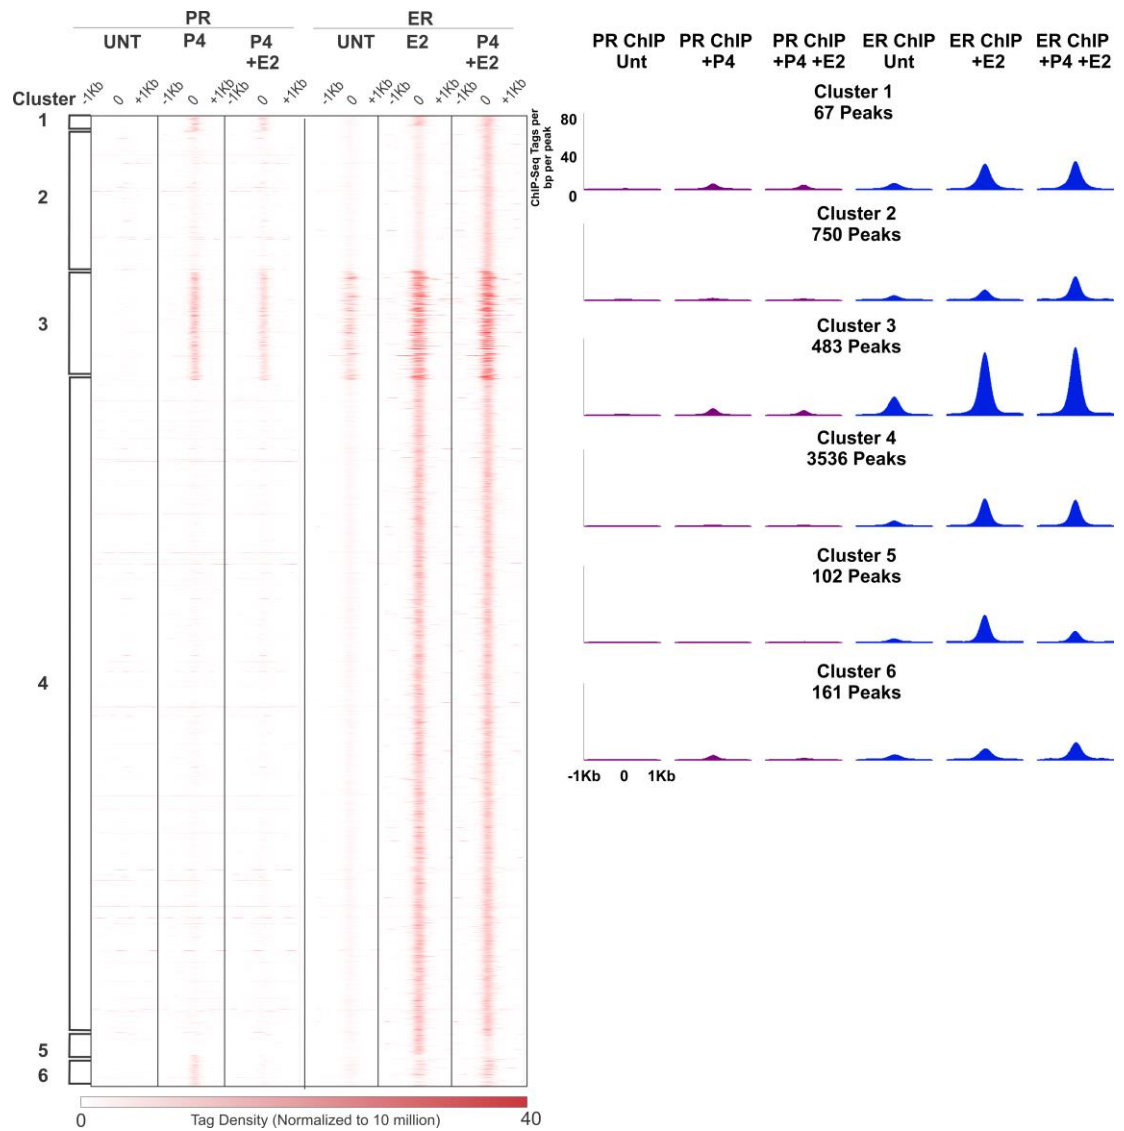 PR
ER
UNT
P4
P4
+E2
UNT
E2
P4
+E2
Cluster
-1Kb
0
+1Kb
-1Kb
0
+1Kb
-1Kb
0
+1Kb
-1Kb
0
+1Kb
-1Kb
0
+1Kb
-1Kb
0
+1Kb
1
2
3
4
5
6
0
Tag Density (Normalized to 10 million)
40
PR ChIP
Unt
PR ChIP
+P4
PR ChIP
+P4 +E2
ER ChIP
Unt
ER ChIP
+E2
ER ChIP
+P4 +E2
ChIP-Seq Tags per
bp per peak
80
40
0
Cluster 1
67 Peaks
Cluster 2
750 Peaks
Cluster 3
483 Peaks
Cluster 4
3536 Peaks
Cluster 5
102 Peaks
Cluster 6
161 Peaks
-1Kb
0
1Kb